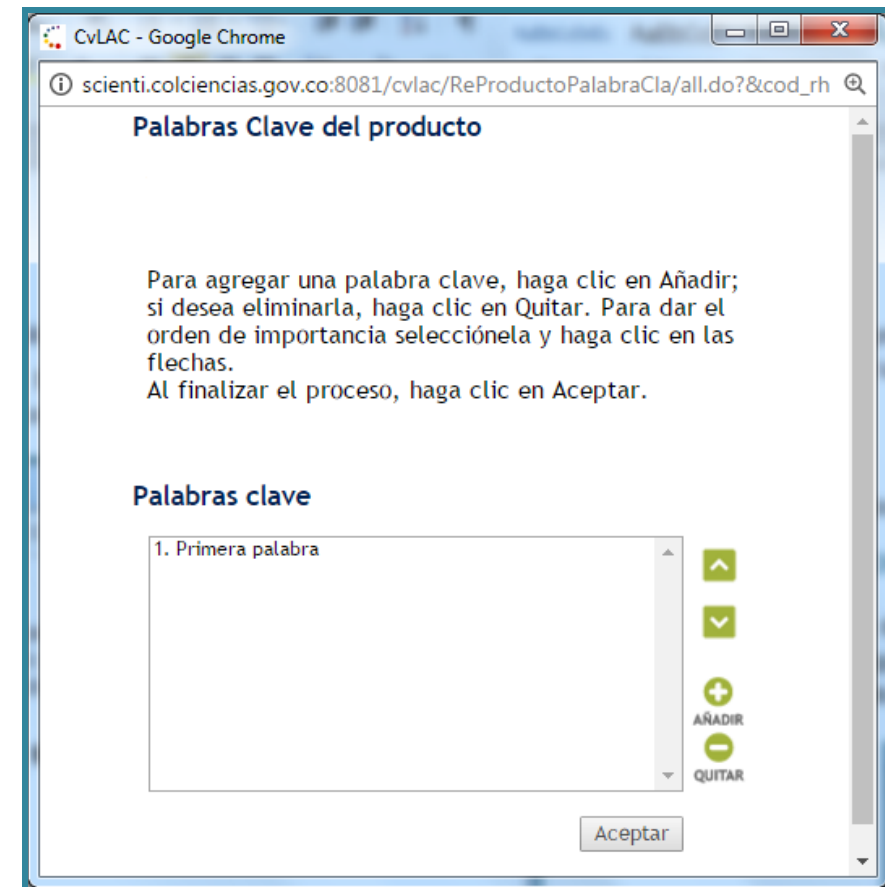 CvLAC - Google Chrome
scienti.colciencias.gov.co:8081/cvlac/ReProductoPalabraCla/all.do?&cod_rh
Palabras Clave del producto
Para agregar una palabra clave, haga clic en Añadir;
si desea eliminarla, haga clic en Quitar. Para dar el
orden de importancia selecciónela y haga clic en las
flechas.
Al finalizar el proceso, haga clic en Aceptar.
Palabras clave
1. Primera palabra
AÑADIR
QUITAR
Aceptar